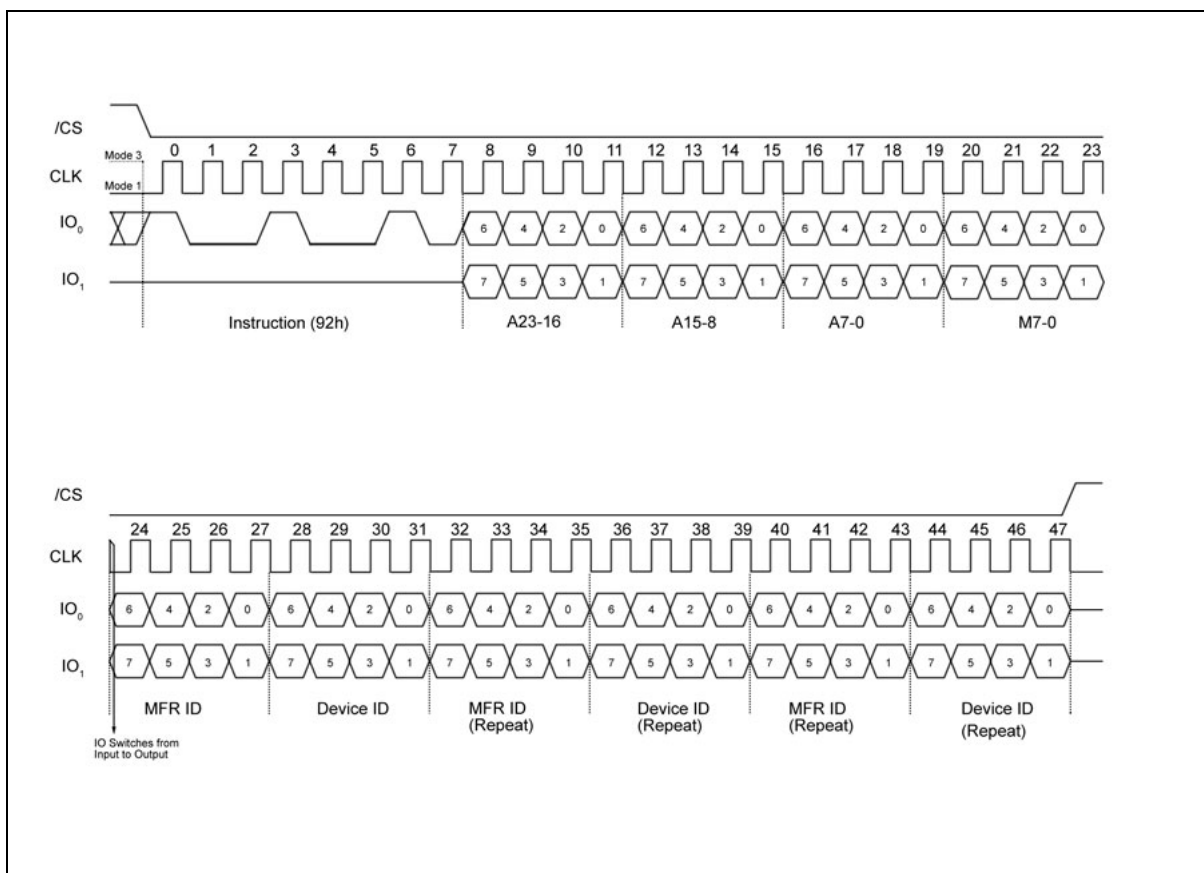 /CS
Mode 3
0 1 2 3 4 5 6 7 8 9 10 11 12 13 14 15 16 17 18 19 20 21 22 23
CLK
Mode 1
IO0
6 4 2 0 6 4 2 0 6 4 2 0 6 4 2 0
IO1
7 5 3 1 7 5 3 1 7 5 3 1 7 5 3 1
Instruction (92h) A23-16 A15-8 A7-0 M7-0
/CS
24 25 26 27 28 29 30 31 32 33 34 35 36 37 38 39 40 41 42 43 44 45 46 47
CLK
IO0
6 4 2 0 6 4 2 0 6 4 2 0 6 4 2 0 6 4 2 0 6 4 2 0
IO1
7 5 3 1 7 5 3 1 7 5 3 1 7 5 3 1 7 5 3 1 7 5 3 1
MFR ID Device ID MFR ID Device ID MFR ID Device ID
(Repeat) (Repeat) (Repeat) (Repeat)
IO Switches from
Input to Output